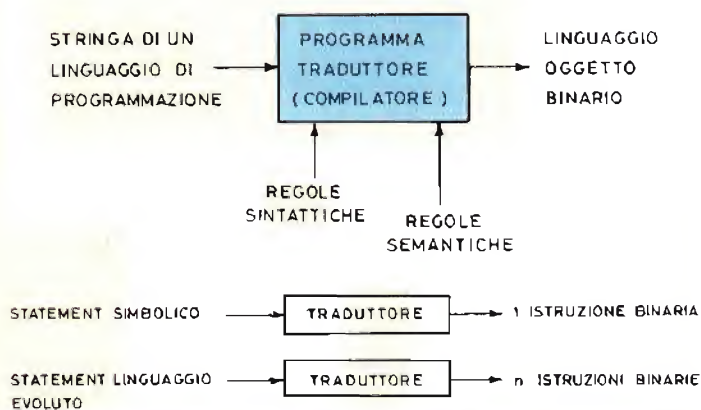 STRINGA DI UN
LINGUAGGIO DI
PROGRAMMAZIONE
PROGRAMMA
TRADUTTORE
(COMPILATORE)
LINGUAGGIO
OGGETTO
BINARIO
REGOLE
SINTATTICHE
REGOLE
SEMANTICHE
STATEMENT SIMBOLICO
TRADUTTORE
1 ISTRUZIONE BINARIA
STATEMENT LINGUAGGIO
EVOLUTO
TRADUTTORE
n ISTRUZIONI BINARIE